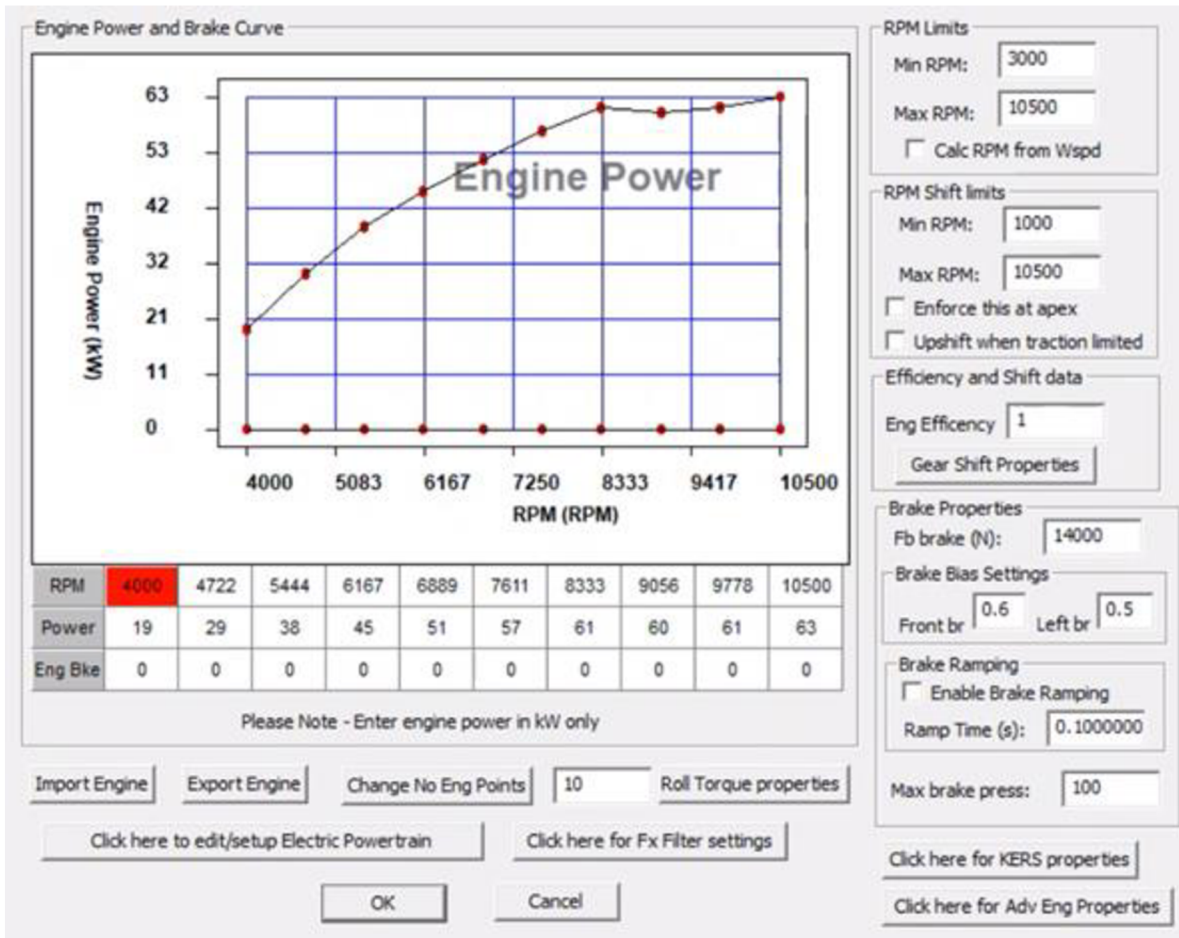 Engine Power and Brake Curve
63
53
42
32
21
11
0
Engine Power (kW)
Engine Power
4000 5083 6167 7250 8333 9417 10500
RPM (RPM)
RPM 4000 4722 5444 6167 6889 7611 8333 9056 9778 10500
Power 19 29 38 45 51 57 61 60 61 63
Eng Bke 0 0 0 0 0 0 0 0 0 0
Please Note - Enter engine power in kW only
Import Engine Export Engine Change No Eng Points 10 Roll Torque properties
Click here to edit/setup Electric Powertrain Click here for Fx Filter settings
OK Cancel
RPM Limits
Min RPM: 3000
Max RPM: 10500
Calc RPM from Wspd
RPM Shift limits
Min RPM: 1000
Max RPM: 10500
Enforce this at apex
Upshift when traction limited
Efficiency and Shift data
Eng Efficency 1
Gear Shift Properties
Brake Properties
Fb brake (N): 14000
Brake Bias Settings
Front br 0.6 Left br 0.5
Brake Ramping
Enable Brake Ramping
Ramp Time (s): 0.1000000
Max brake press: 100
Click here for KERS properties
Click here for Adv Eng Properties